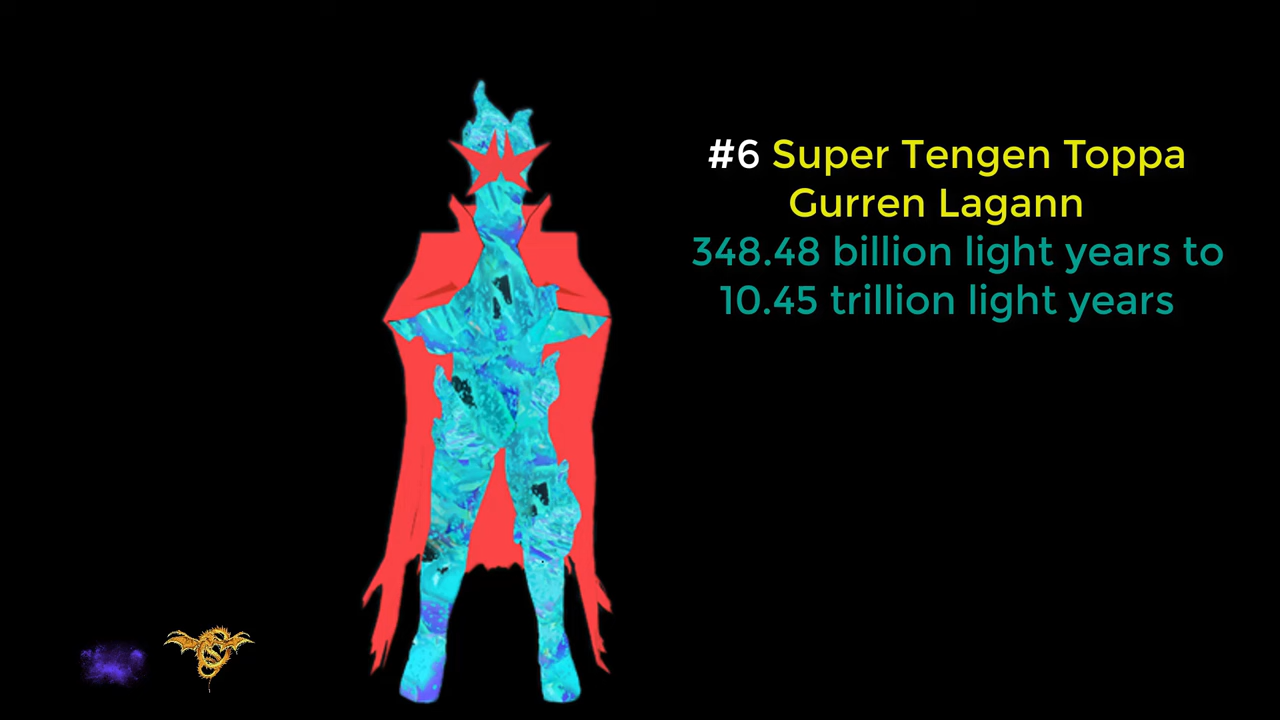 #6 Super Tengen Toppa
Gurren Lagann
348.48 billion light years to
10.45 trillion light years